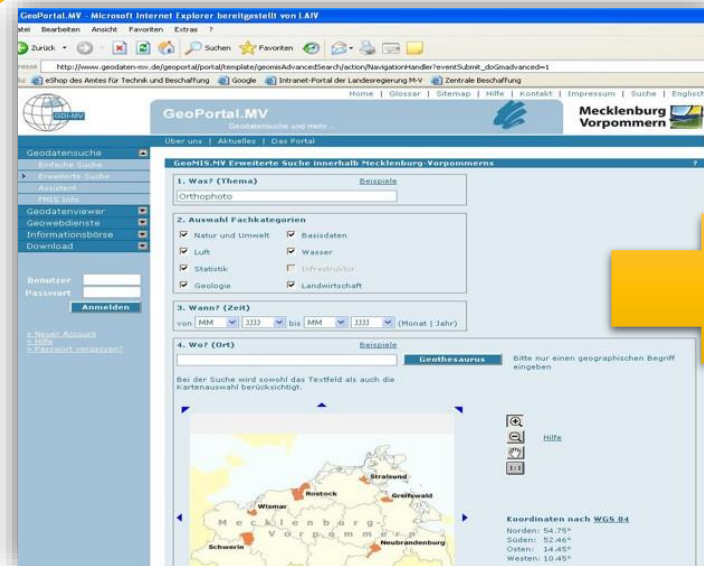 GeoPortal.MV - Microsoft Internet Explorer bereitgestellt von LAIV
atei Bearbeiten Ansicht Favoriten Extras ?
Zurück Suchen Favoriten
http://www.geodaten-mv.de/geoportal/portal/template/geomisAdvancedSearch/action/NavigationHandler?eventSubmit_doGmadvanced=1
eShop des Amtes für Technik und Beschaffung Google Intranet-Portal der Landesregierung M-V Zentrale Beschaffung
Home | Glossar | Sitemap | Hilfe | Kontakt | Impressum | Suche | Englisch
GDI-MV
GeoPortal.MV
Geodatensuche und mehr ...
Mecklenburg
Vorpommern
Über uns | Aktuelles | Das Portal
Geodatensuche
Einfache Suche
Erweiterte Suche
Assistent
PMIS Info
Geodatenviewer
Geowebdienste
Informationsbörse
Download
Benutzer
Passwort
Anmelden
> Neuer Account
> Hilfe
> Passwort vergessen?
GeoMIS.MV Erweiterte Suche innerhalb Mecklenburg-Vorpommerns ?
1. Was? (Thema) Beispiele
Orthophoto
2. Auswahl Fachkategorien
Natur und Umwelt Basisdaten
Luft Wasser
Statistik Infrastruktur
Geologie Landwirtschaft
3. Wann? (Zeit)
von MM JJJJ bis MM JJJJ (Monat | Jahr)
4. Wo? (Ort) Beispiele
Geothesaurus Bitte nur einen geographischen Begriff
eingeben
Bei der Suche wird sowohl das Textfeld als auch die
Kartenauswahl berücksichtigt.
Hilfe
1:1
Stralsund
Rostock
Greifswald
Wismar
Mecklenburg-
Vorpommern
Schwerin
Neubrandenburg
Koordinaten nach WGS 84
Norden: 54.75°
Süden: 52.46°
Osten: 14.45°
Westen: 10.45°